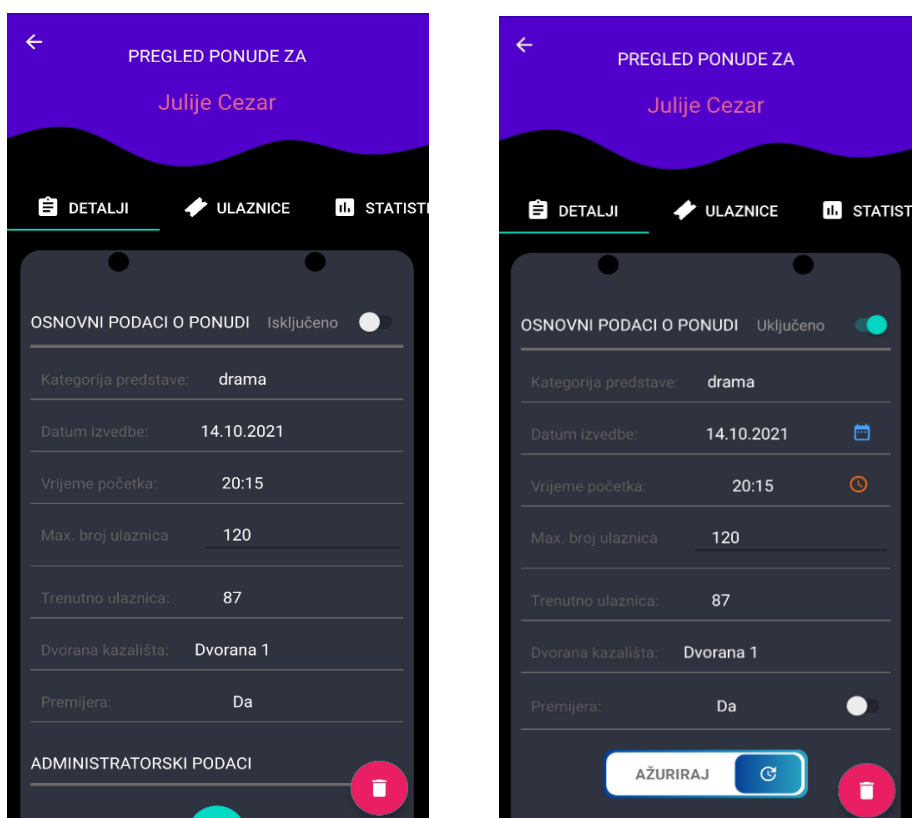 PREGLED PONUDE ZA
Julije Cezar
DETALJI ULAZNICE STATISTI
OSNOVNI PODACI O PONUDI Isključeno
Kategorija predstave: drama
Datum izvedbe: 14.10.2021
Vrijeme početka: 20:15
Max. broj ulaznica 120
Trenutno ulaznica: 87
Dvorana kazališta: Dvorana 1
Premijera: Da
ADMINISTRATORSKI PODACI
PREGLED PONUDE ZA
Julije Cezar
DETALJI ULAZNICE STATIST
OSNOVNI PODACI O PONUDI Uključeno
Kategorija predstave: drama
Datum izvedbe: 14.10.2021
Vrijeme početka: 20:15
Max. broj ulaznica 120
Trenutno ulaznica: 87
Dvorana kazališta: Dvorana 1
Premijera: Da
AŽURIRAJ